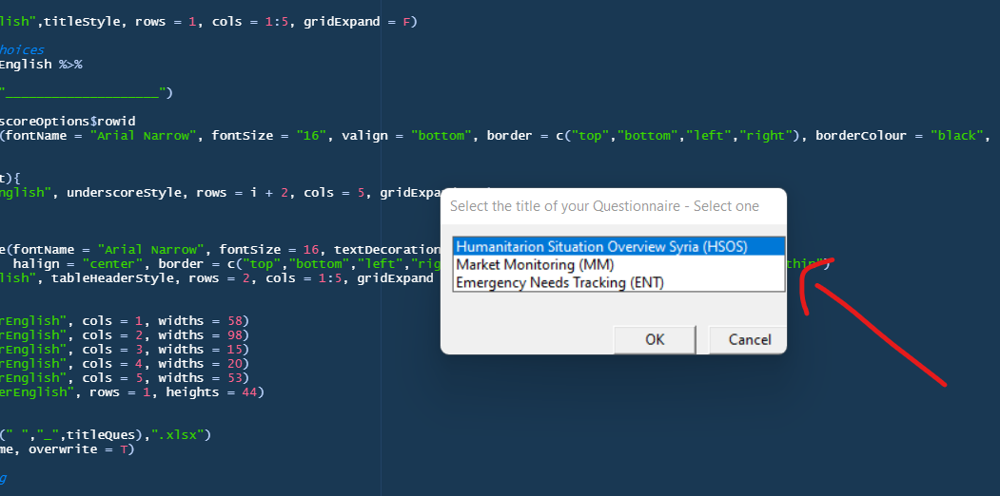 lish",titleStyle, rows = 1, cols = 1:5, gridExpand = F)
hoices
English %>%
"_____________________")
scoreOptions$rowid
(fontName = "Arial Narrow", fontSize = "16", valign = "bottom", border = c("top","bottom","left","right"), borderColour = "black",
t){
nglish", underscoreStyle, rows = i + 2, cols = 5, gridExpa
Select the title of your Questionnaire - Select one
Humanitarion Situation Overview Syria (HSOS)
Market Monitoring (MM)
Emergency Needs Tracking (ENT)
OK
Cancel
e(fontName = "Arial Narrow", fontSize = 16, textDecoration
halign = "center", border = c("top","bottom","left","rig
thin")
lish", tableHeaderStyle, rows = 2, cols = 1:5, gridExpand
rEnglish", cols = 1, widths = 58)
rEnglish", cols = 2, widths = 98)
rEnglish", cols = 3, widths = 15)
rEnglish", cols = 4, widths = 20)
rEnglish", cols = 5, widths = 53)
erEnglish", rows = 1, heights = 44)
(" ","_",titleQues),".xlsx")
me, overwrite = T)
g